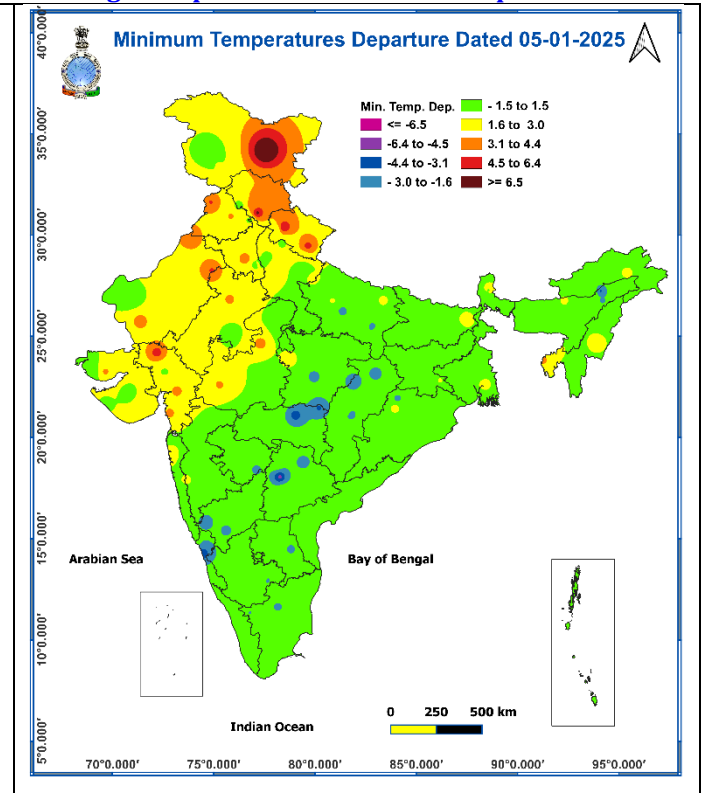 Minimum Temperatures Departure Dated 05-01-2025
Min. Temp. Dep.
<= -6.5
-6.4 to -4.5
-4.4 to -3.1
- 3.0 to -1.6
- 1.5 to 1.5
1.6 to 3.0
3.1 to 4.4
4.5 to 6.4
>= 6.5
40°0.000'
35°0.000'
30°0.000'
25°0.000'
20°0.000'
15°0.000'
10°0.000'
5°0.000'
Arabian Sea
Bay of Bengal
Indian Ocean
0 250 500 km
70°0.000' 75°0.000' 80°0.000' 85°0.000' 90°0.000' 95°0.000'